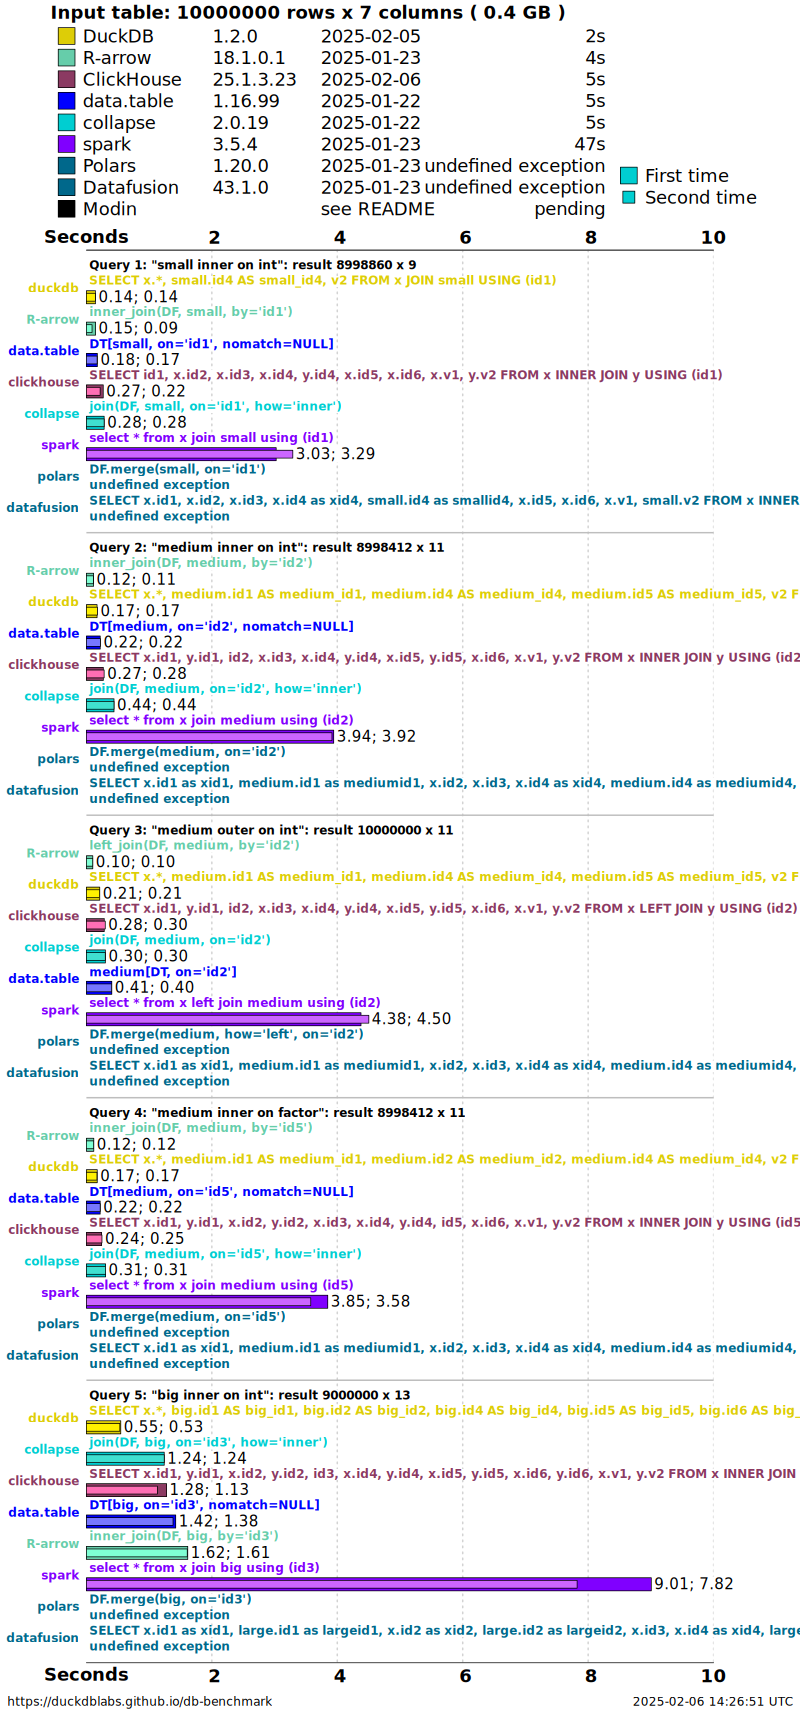 Input table: 10000000 rows x 7 columns ( 0.4 GB )
DuckDB 1.2.0 2025-02-05 2s
R-arrow 18.1.0.1 2025-01-23 4s
ClickHouse 25.1.3.23 2025-02-06 5s
data.table 1.16.99 2025-01-22 5s
collapse 2.0.19 2025-01-22 5s
spark 3.5.4 2025-01-23 47s
Polars 1.20.0 2025-01-23 undefined exception
Datafusion 43.1.0 2025-01-23 undefined exception
Modin see README pending
First time
Second time
Seconds 2 4 6 8 10
Query 1: "small inner on int": result 8998860 x 9
duckdb SELECT x.*, small.id4 AS small_id4, v2 FROM x JOIN small USING (id1)
0.14; 0.14
R-arrow inner_join(DF, small, by='id1')
0.15; 0.09
data.table DT[small, on='id1', nomatch=NULL]
0.18; 0.17
clickhouse SELECT id1, x.id2, x.id3, x.id4, y.id4, x.id5, x.id6, x.v1, y.v2 FROM x INNER JOIN y USING (id1)
0.27; 0.22
collapse join(DF, small, on='id1', how='inner')
0.28; 0.28
spark select * from x join small using (id1)
3.03; 3.29
polars DF.merge(small, on='id1')
undefined exception
datafusion SELECT x.id1, x.id2, x.id3, x.id4 as xid4, small.id4 as smallid4, x.id5, x.id6, x.v1, small.v2 FROM x INNER
undefined exception
Query 2: "medium inner on int": result 8998412 x 11
R-arrow inner_join(DF, medium, by='id2')
0.12; 0.11
duckdb SELECT x.*, medium.id1 AS medium_id1, medium.id4 AS medium_id4, medium.id5 AS medium_id5, v2 F
0.17; 0.17
data.table DT[medium, on='id2', nomatch=NULL]
0.22; 0.22
clickhouse SELECT x.id1, y.id1, id2, x.id3, x.id4, y.id4, x.id5, y.id5, x.id6, x.v1, y.v2 FROM x INNER JOIN y USING (id2
0.27; 0.28
collapse join(DF, medium, on='id2', how='inner')
0.44; 0.44
spark select * from x join medium using (id2)
3.94; 3.92
polars DF.merge(medium, on='id2')
undefined exception
datafusion SELECT x.id1 as xid1, medium.id1 as mediumid1, x.id2, x.id3, x.id4 as xid4, medium.id4 as mediumid4,
undefined exception
Query 3: "medium outer on int": result 10000000 x 11
R-arrow left_join(DF, medium, by='id2')
0.10; 0.10
duckdb SELECT x.*, medium.id1 AS medium_id1, medium.id4 AS medium_id4, medium.id5 AS medium_id5, v2 F
0.21; 0.21
clickhouse SELECT x.id1, y.id1, id2, x.id3, x.id4, y.id4, x.id5, y.id5, x.id6, x.v1, y.v2 FROM x LEFT JOIN y USING (id2)
0.28; 0.30
collapse join(DF, medium, on='id2')
0.30; 0.30
data.table medium[DT, on='id2']
0.41; 0.40
spark select * from x left join medium using (id2)
4.38; 4.50
polars DF.merge(medium, how='left', on='id2')
undefined exception
datafusion SELECT x.id1 as xid1, medium.id1 as mediumid1, x.id2, x.id3, x.id4 as xid4, medium.id4 as mediumid4,
undefined exception
Query 4: "medium inner on factor": result 8998412 x 11
R-arrow inner_join(DF, medium, by='id5')
0.12; 0.12
duckdb SELECT x.*, medium.id1 AS medium_id1, medium.id2 AS medium_id2, medium.id4 AS medium_id4, v2 F
0.17; 0.17
data.table DT[medium, on='id5', nomatch=NULL]
0.22; 0.22
clickhouse SELECT x.id1, y.id1, x.id2, y.id2, x.id3, x.id4, y.id4, id5, x.id6, x.v1, y.v2 FROM x INNER JOIN y USING (id5
0.24; 0.25
collapse join(DF, medium, on='id5', how='inner')
0.31; 0.31
spark select * from x join medium using (id5)
3.85; 3.58
polars DF.merge(medium, on='id5')
undefined exception
datafusion SELECT x.id1 as xid1, medium.id1 as mediumid1, x.id2, x.id3, x.id4 as xid4, medium.id4 as mediumid4,
undefined exception
Query 5: "big inner on int": result 9000000 x 13
duckdb SELECT x.*, big.id1 AS big_id1, big.id2 AS big_id2, big.id4 AS big_id4, big.id5 AS big_id5, big.id6 AS big_
0.55; 0.53
collapse join(DF, big, on='id3', how='inner')
1.24; 1.24
clickhouse SELECT x.id1, y.id1, x.id2, y.id2, id3, x.id4, y.id4, x.id5, y.id5, x.id6, y.id6, x.v1, y.v2 FROM x INNER JOIN
1.28; 1.13
data.table DT[big, on='id3', nomatch=NULL]
1.42; 1.38
R-arrow inner_join(DF, big, by='id3')
1.62; 1.61
spark select * from x join big using (id3)
9.01; 7.82
polars DF.merge(big, on='id3')
undefined exception
datafusion SELECT x.id1 as xid1, large.id1 as largeid1, x.id2 as xid2, large.id2 as largeid2, x.id3, x.id4 as xid4, large
undefined exception
Seconds 2 4 6 8 10
https://duckdblabs.github.io/db-benchmark 2025-02-06 14:26:51 UTC